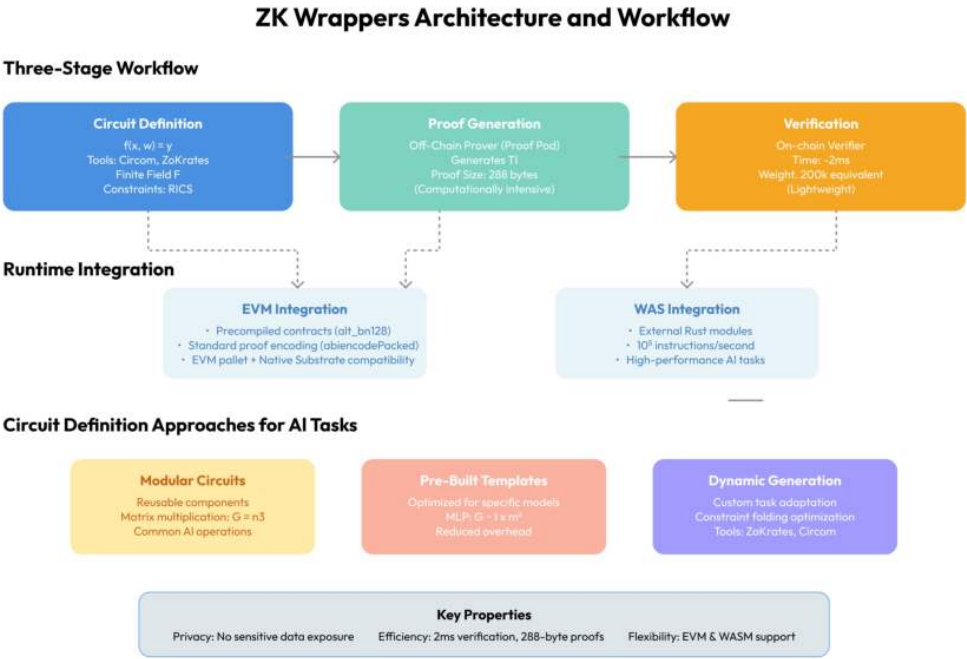 ZK Wrappers Architecture and Workflow
Three-Stage Workflow
Circuit Definition
f(x, w) = y
Tools: Circom, ZoKrates
Finite Field F
Constraints: RICS
Proof Generation
Off-Chain Prover (Proof Pod)
Generates TI
Proof Size: 288 bytes
(Computationally intensive)
Verification
On-chain Verifier
Time: -2ms
Weight. 200k equivalent
(Lightweight)
Runtime Integration
EVM Integration
• Precompiled contracts (alt_bn128)
• Standard proof encoding (abiencodePacked)
• EVM pallet + Native Substrate compatibility
WAS Integration
• External Rust modules
• 10⁵ instructions/second
• High-performance AI tasks
Circuit Definition Approaches for AI Tasks
Modular Circuits
Reusable components
Matrix multiplication: G = n3
Common AI operations
Pre-Built Templates
Optimized for specific models
MLP: G ~ l x m²
Reduced overhead
Dynamic Generation
Custom task adaptation
Constraint folding optimization
Tools: ZoKrates, Circom
Key Properties
Privacy: No sensitive data exposure Efficiency: 2ms verification, 288-byte proofs Flexibility: EVM & WASM support